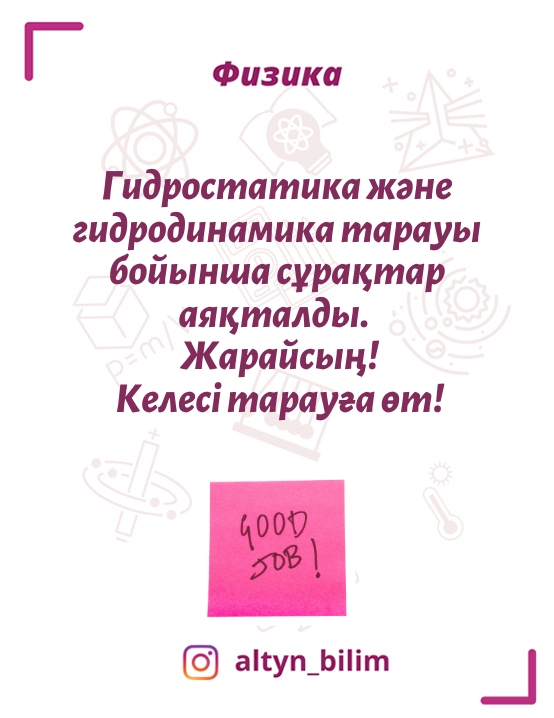 Физика
Гидростатика және
гидродинамика тарауы
бойынша сұрақтар
аяқталды.
Жарайсың!
Келесі тарауға өт!
GOOD
JOB!
altyn_bilim